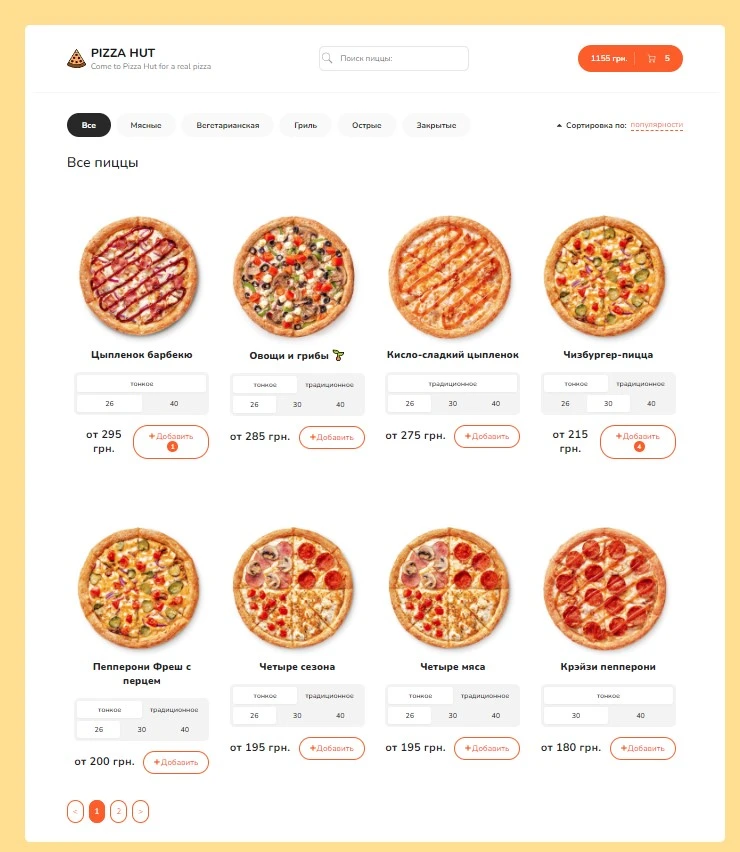 PIZZA HUT
Come to Pizza Hut for a real pizza
Поиск пиццы:
1155 грн. 5
Все Мясные Вегетарианская Гриль Острые Закрытые
Сортировка по: популярности
Все пиццы
Цыпленок барбекю
тонкое
26 40
от 295 грн.
+Добавить
1
Овощи и грибы
тонкое традиционное
26 30 40
от 285 грн.
+Добавить
Кисло-сладкий цыпленок
традиционное
26 30 40
от 275 грн.
+Добавить
Чизбургер-пицца
тонкое традиционное
26 30 40
от 215 грн.
+Добавить
4
Пепперони Фреш с
перцем
тонкое традиционное
26 30 40
от 200 грн.
+Добавить
Четыре сезона
тонкое традиционное
26 30 40
от 195 грн.
+Добавить
Четыре мяса
тонкое традиционное
26 30 40
от 195 грн.
+Добавить
Крэйзи пепперони
тонкое
30 40
от 180 грн.
+Добавить
< 1 2 >